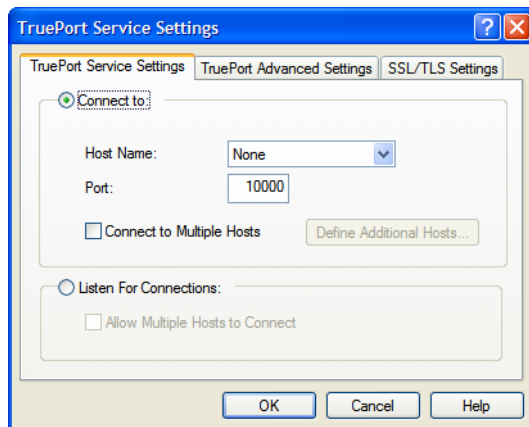 TruePort Service Settings
TruePort Service Settings TruePort Advanced Settings SSL/TLS Settings
Connect to:
Host Name: None
Port: 10000
Connect to Multiple Hosts Define Additional Hosts...
Listen For Connections:
Allow Multiple Hosts to Connect
OK Cancel Help